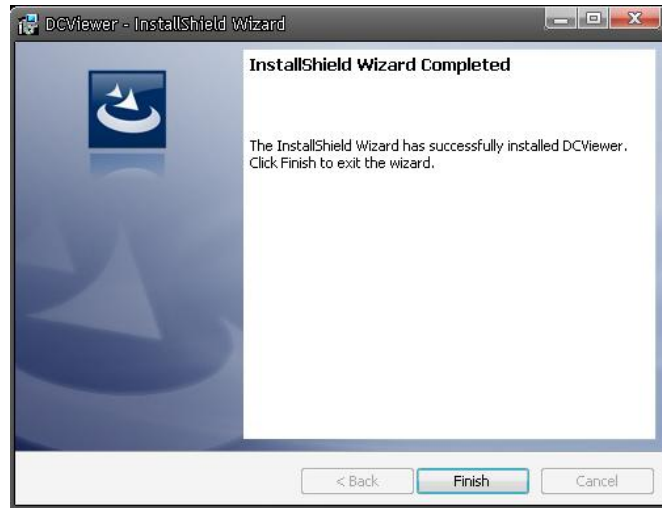 DCViewer - InstallShield Wizard
InstallShield Wizard Completed
The InstallShield Wizard has successfully installed DCViewer.
Click Finish to exit the wizard.
< Back
Finish
Cancel